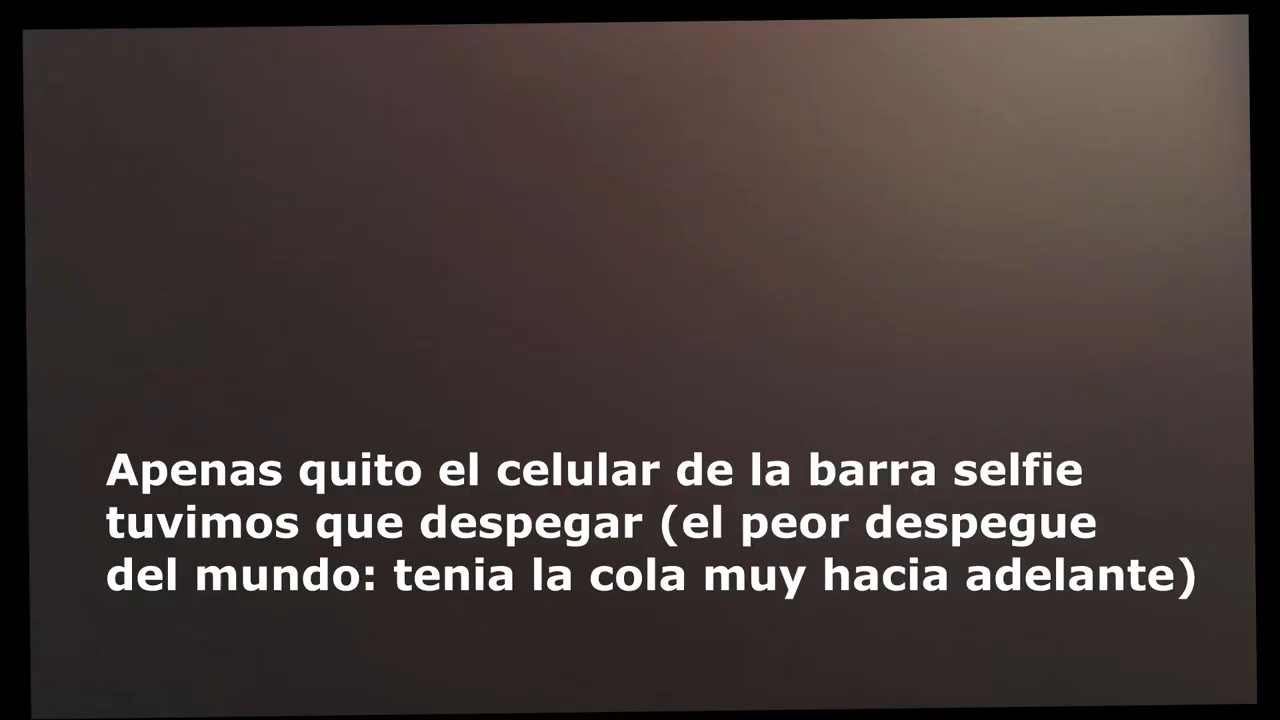 Apenas quito el celular de la barra selfie
tuvimos que despegar (el peor despegue
del mundo: tenia la cola muy hacia adelante)